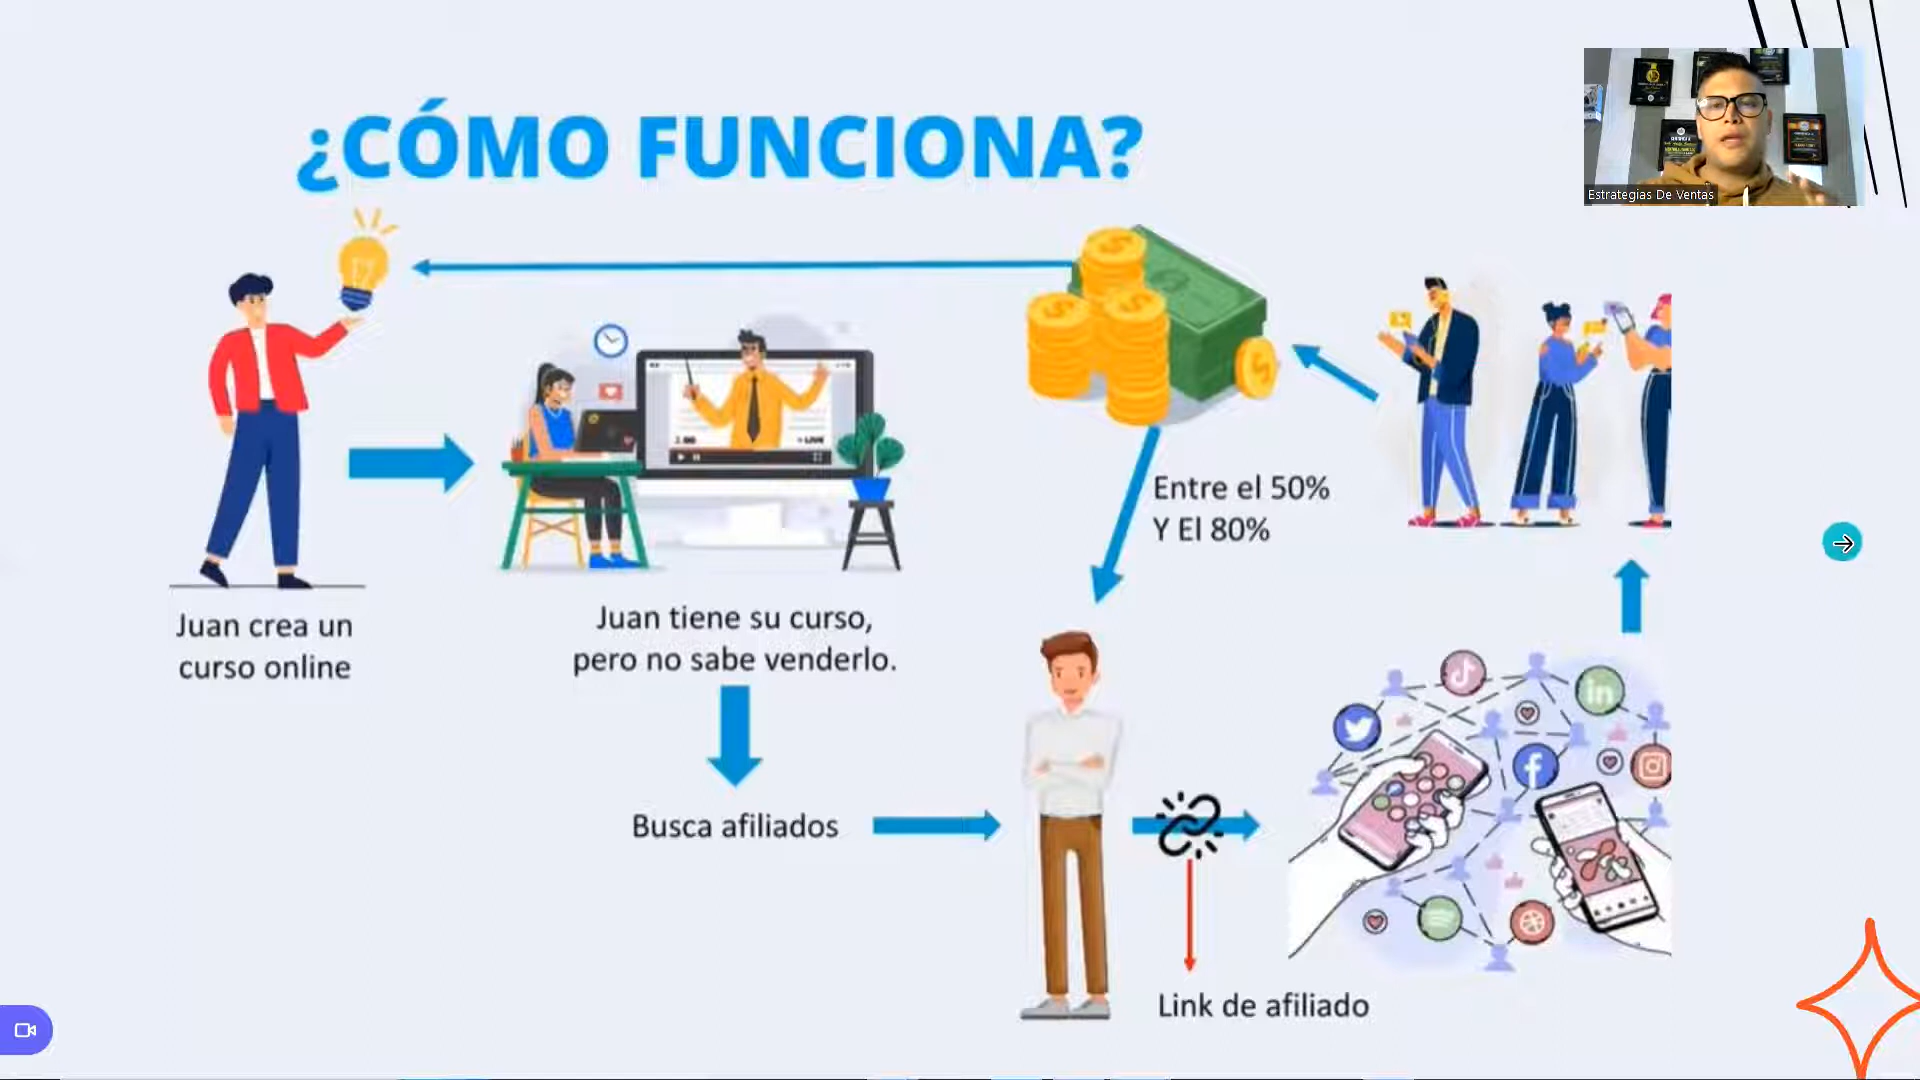 ¿CÓMO FUNCIONA?
Estrategias De Ventas
Entre el 50%
Y El 80%
Juan crea un
curso online
Juan tiene su curso,
pero no sabe venderlo.
Busca afiliados
Link de afiliado